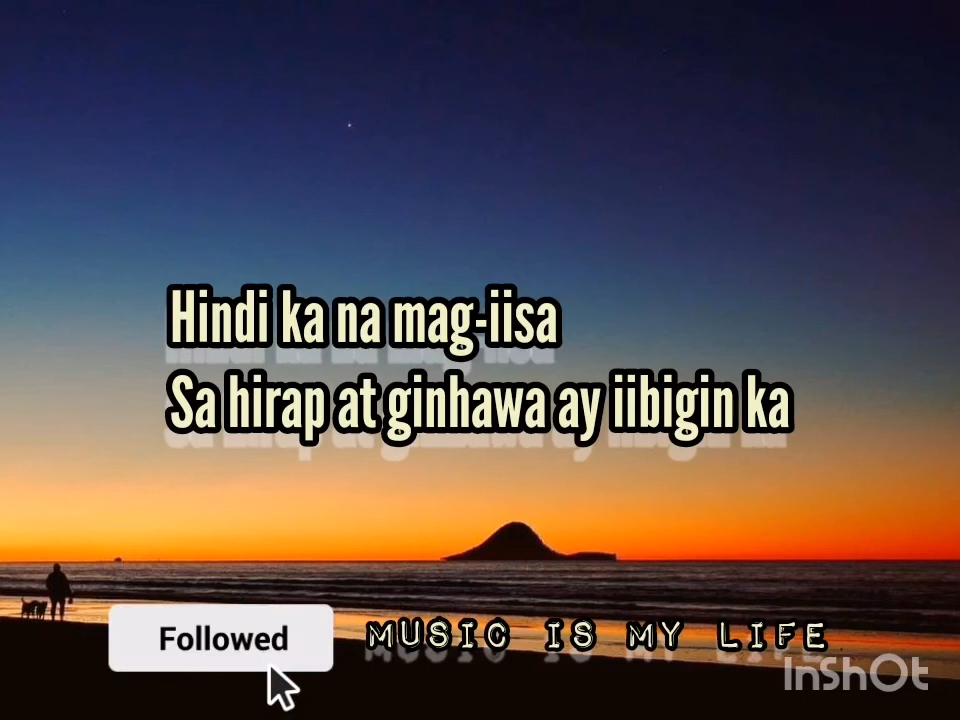 Hindi ka na mag-iisa
Sa hirap at ginhawa ay iibigin ka
Followed
MUSIC IS MY LIFE
InShOt